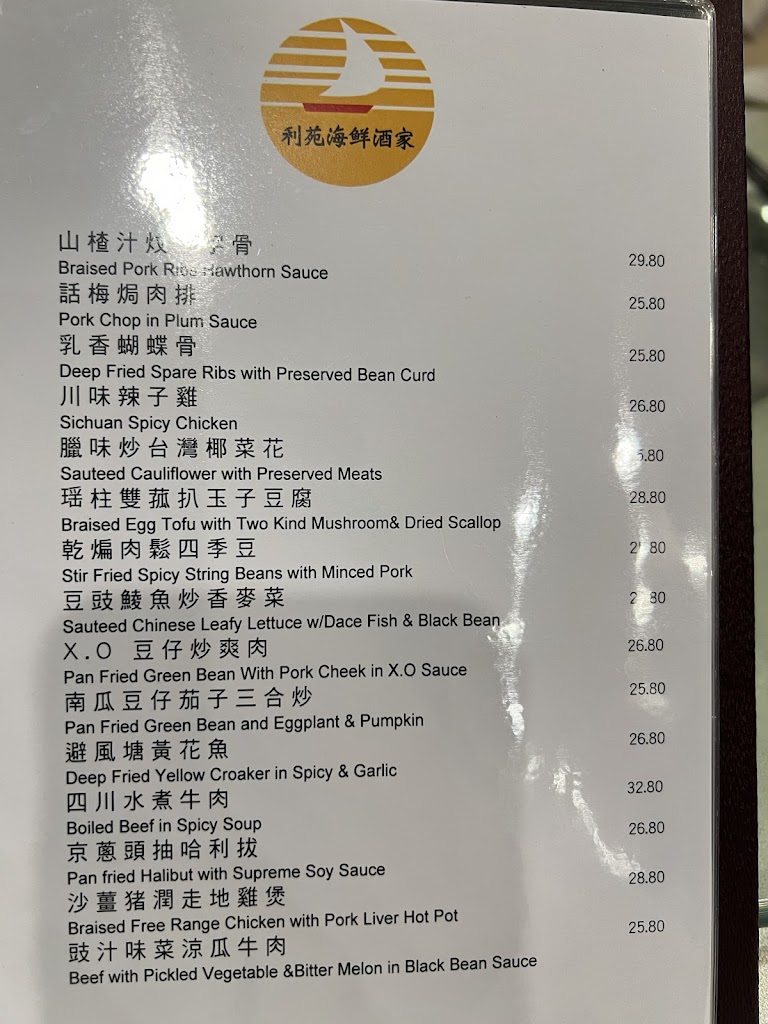 利苑海鲜酒家
山楂汁炆 骨
Braised Pork Ribs Hawthorn Sauce
29.80
話梅焗肉排
Pork Chop in Plum Sauce
25.80
乳香蝴蝶骨
Deep Fried Spare Ribs with Preserved Bean Curd
25.80
川味辣子雞
Sichuan Spicy Chicken
26.80
臘味炒台灣椰菜花
Sauteed Cauliflower with Preserved Meats
瑶柱雙菰扒玉子豆腐
Braised Egg Tofu with Two Kind Mushroom& Dried Scallop
28.80
乾煸肉鬆四季豆
Stir Fried Spicy String Beans with Minced Pork
豆豉鯪魚炒香麥菜
Sauteed Chinese Leafy Lettuce w/Dace Fish & Black Bean
X.O 豆仔炒爽肉
Pan Fried Green Bean With Pork Cheek in X.O Sauce
26.80
南瓜豆仔茄子三合炒
Pan Fried Green Bean and Eggplant & Pumpkin
25.80
避風塘黃花魚
Deep Fried Yellow Croaker in Spicy & Garlic
26.80
四川水煮牛肉
Boiled Beef in Spicy Soup
32.80
京蔥頭抽哈利拔
Pan fried Halibut with Supreme Soy Sauce
26.80
沙薑猪潤走地雞煲
Braised Free Range Chicken with Pork Liver Hot Pot
28.80
豉汁味菜涼瓜牛肉
Beef with Pickled Vegetable &Bitter Melon in Black Bean Sauce
25.80